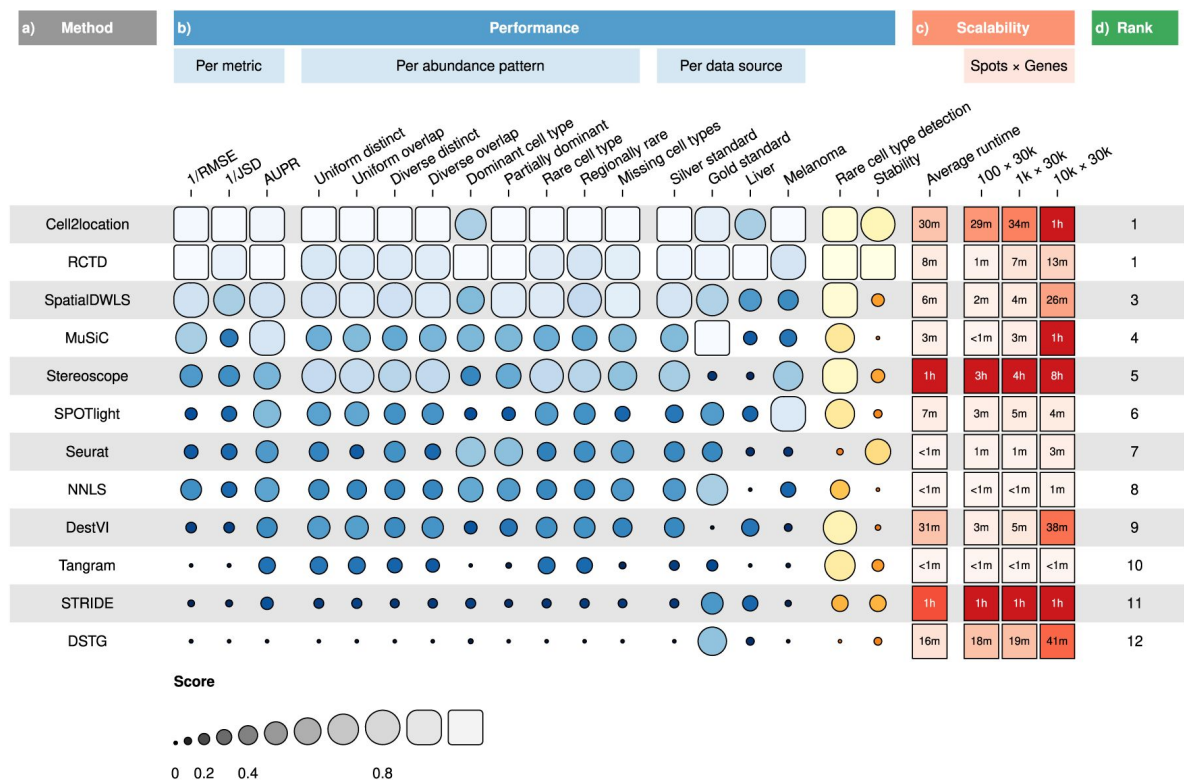 a) Method b) Performance c) Scalability d) Rank
Per metric Per abundance pattern Per data source Spots × Genes
1/RMSE 1/JSD AUPR Uniform distinct Uniform overlap Diverse distinct Diverse overlap Dominant cell type Partially dominant Rare cell type Regionally rare Missing cell types Silver standard Gold standard Liver Melanoma Rare cell type detection Stability Average runtime 100 × 30k 1k × 30k 10k × 30k
Cell2location 30m 29m 34m 1h 1
RCTD 8m 1m 7m 13m 1
SpatialDWLS 6m 2m 4m 26m 3
MuSiC 3m <1m 3m 1h 4
Stereoscope 1h 3h 4h 8h 5
SPOTlight 7m 3m 5m 4m 6
Seurat <1m 1m 1m 3m 7
NNLS <1m <1m <1m 1m 8
DestVI 31m 3m 5m 38m 9
Tangram <1m <1m <1m <1m 10
STRIDE 1h 1h 1h 1h 11
DSTG 16m 18m 19m 41m 12
Score
0 0.2 0.4 0.8